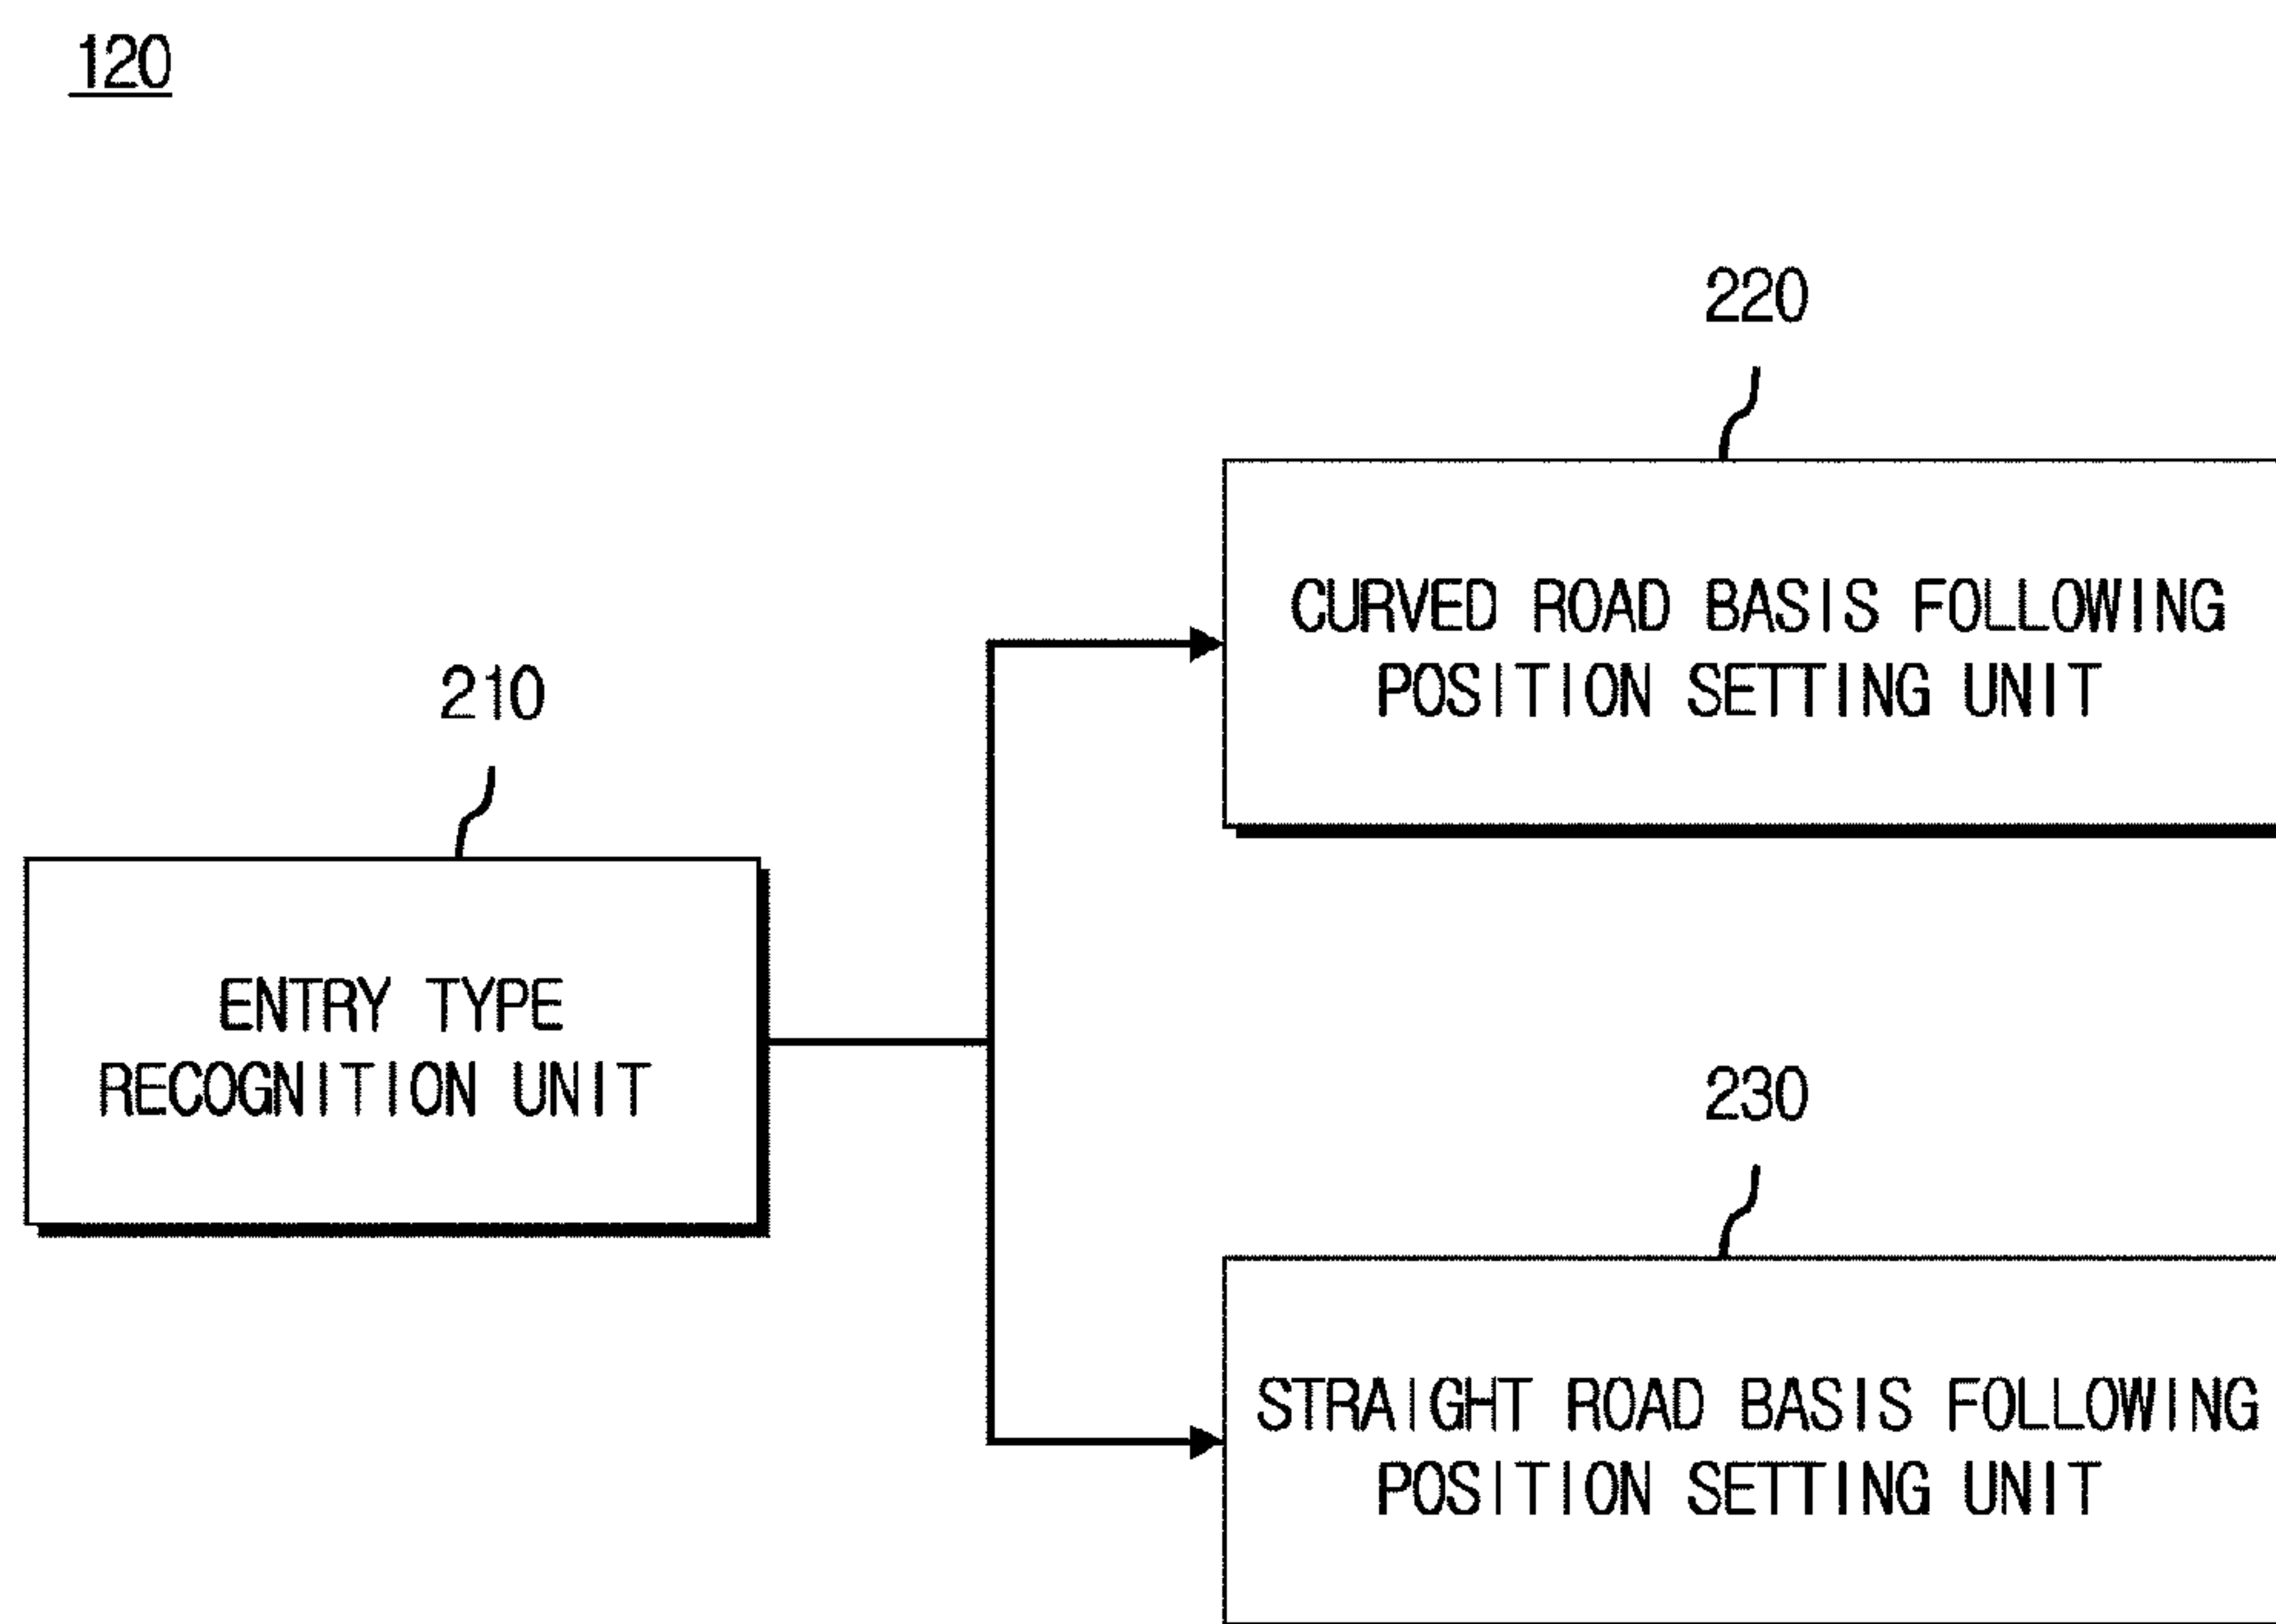 120
220
CURVED ROAD BASIS FOLLOWING
POSITION SETTING UNIT
210
ENTRY TYPE
RECOGNITION UNIT
230
STRAIGHT ROAD BASIS FOLLOWING
POSITION SETTING UNIT